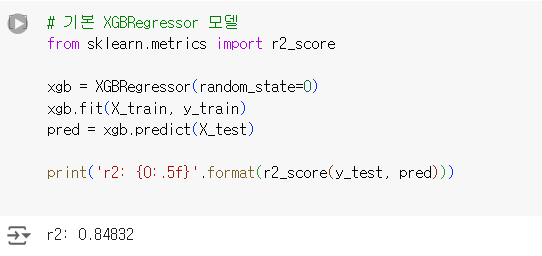 # 기본 XGBRegressor 모델
from sklearn.metrics import r2_score
xgb = XGBRegressor(random_state=0)
xgb.fit(X_train, y_train)
pred = xgb.predict(X_test)
print('r2: {0:.5f}'.format(r2_score(y_test, pred)))
r2: 0.84832